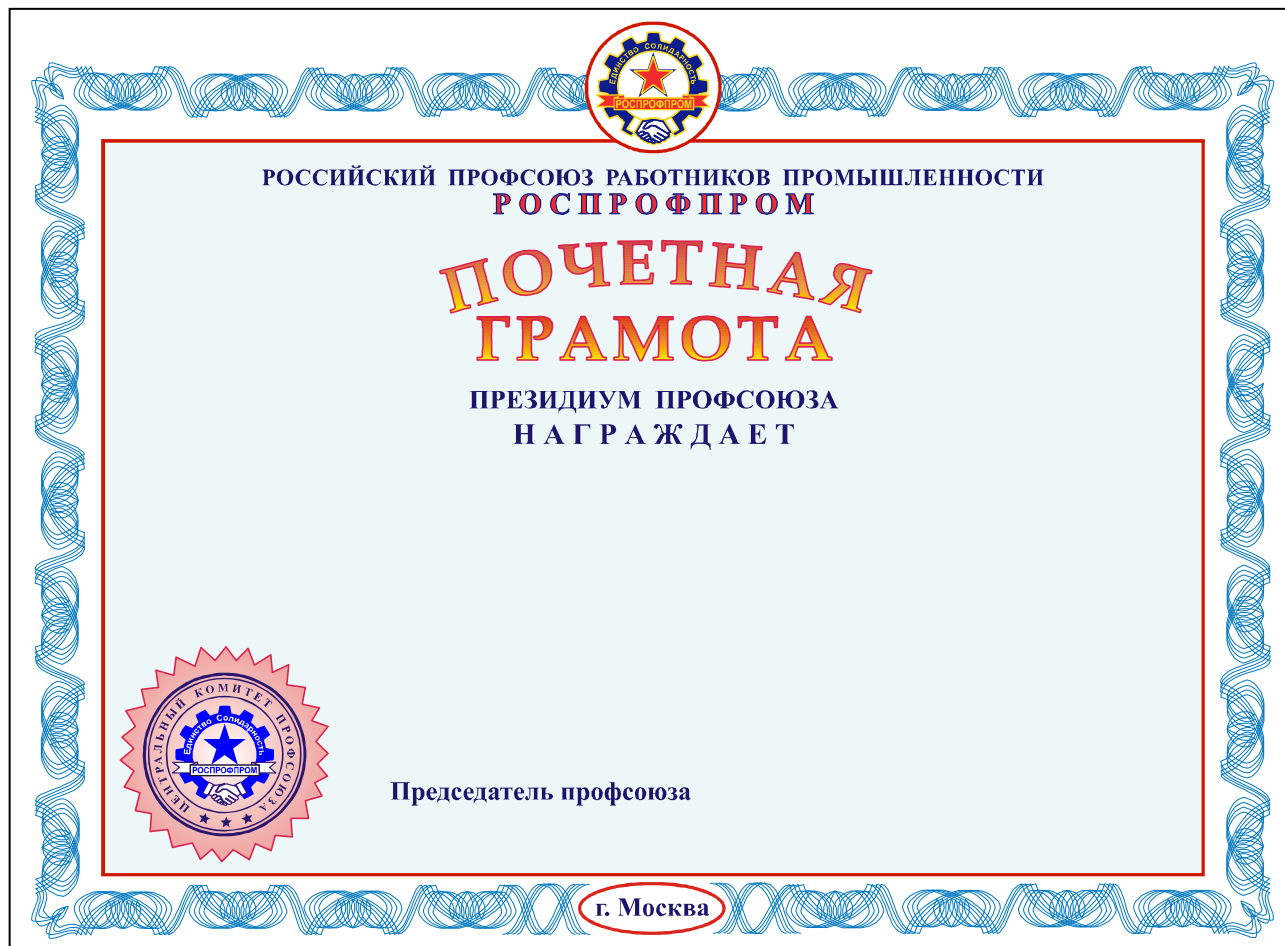 ЕДИНСТВО СОЛИДАРНОСТЬ
РОСПРОФПРОМ
РОССИЙСКИЙ ПРОФСОЮЗ РАБОТНИКОВ ПРОМЫШЛЕННОСТИ
РОСПРОФПРОМ
ПОЧЕТНАЯ
ГРАМОТА
ПРЕЗИДИУМ ПРОФСОЮЗА
НАГРАЖДАЕТ
ЦЕНТРАЛЬНЫЙ КОМИТЕТ ПРОФСОЮЗА
Единство Солидарность
РОСПРОФПРОМ
Председатель профсоюза
г. Москва